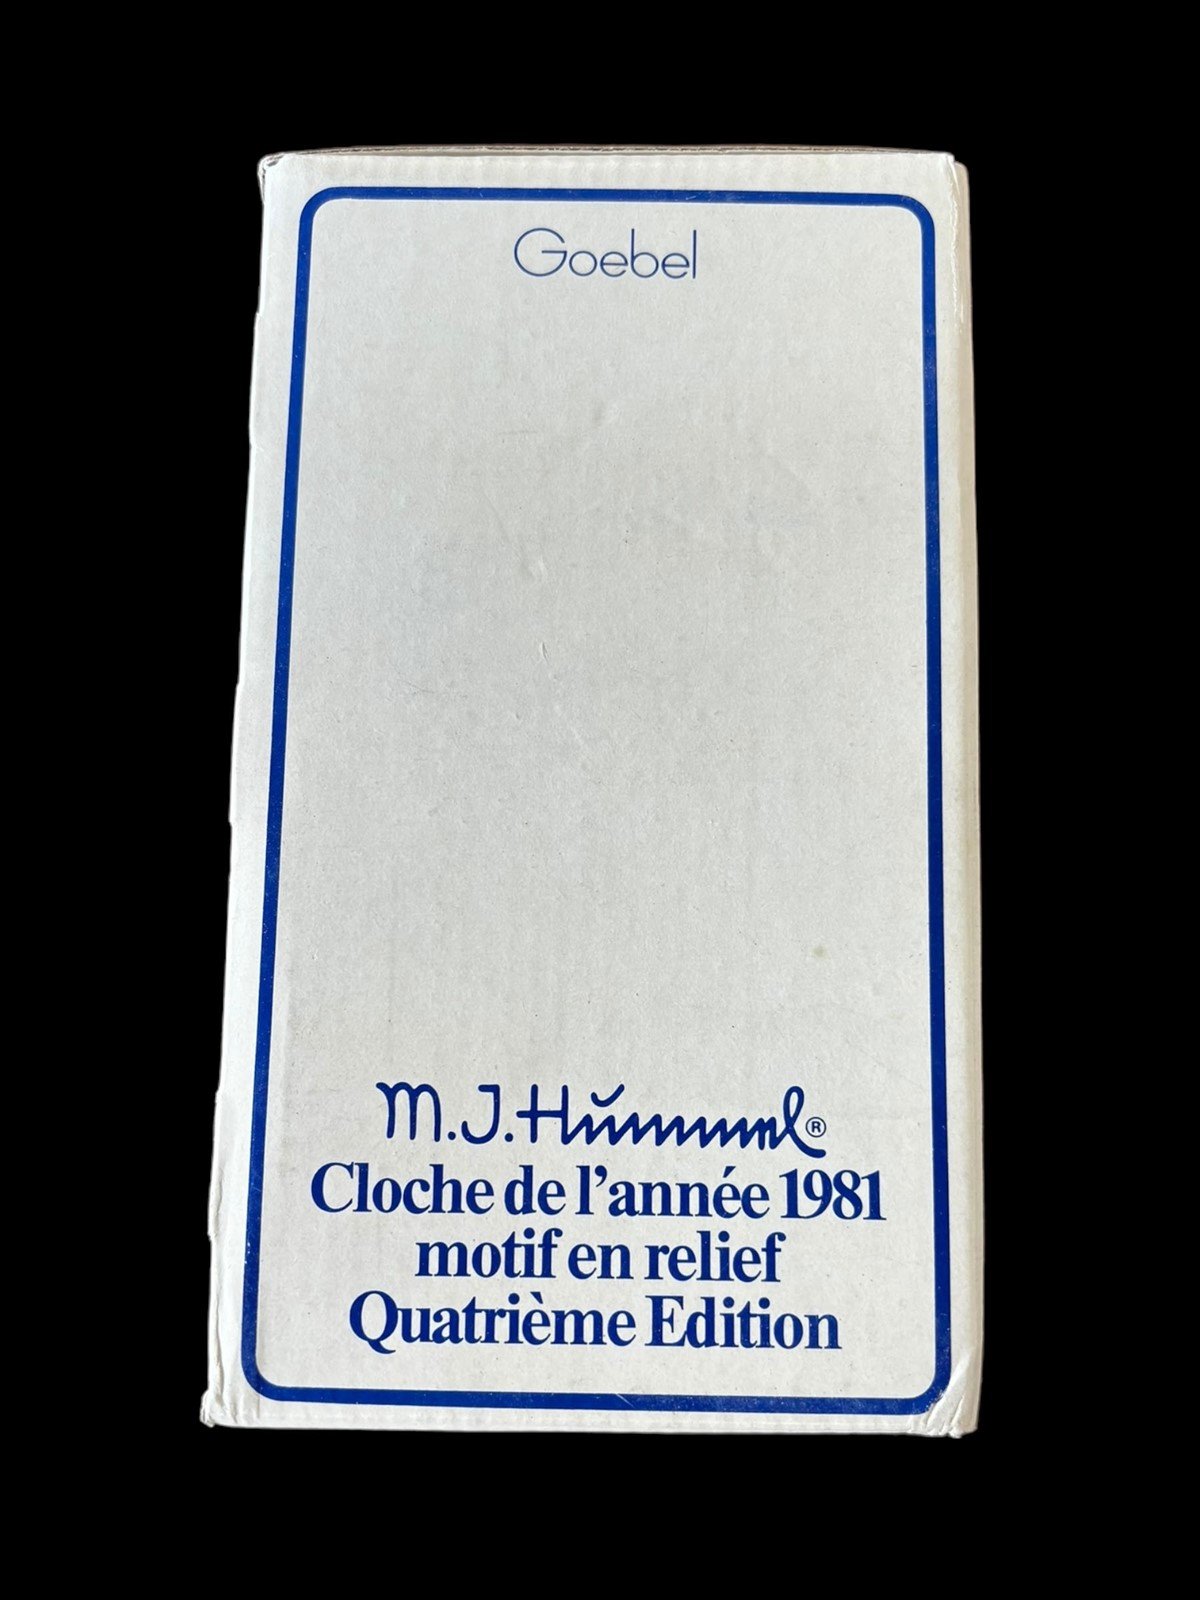 Goebel
M.J.Hummel®
Cloche de l'année 1981
motif en relief
Quatrième Edition